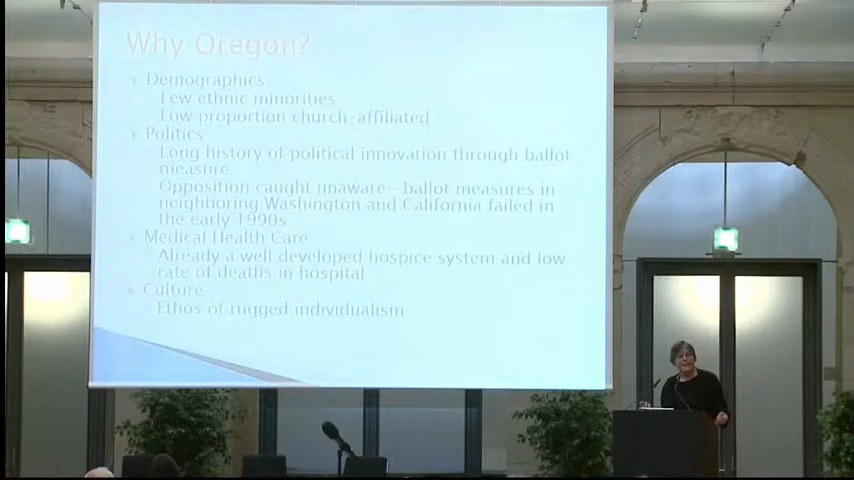 Why Oregon?
Demographics
Few ethnic minorities
Low proportion church-affiliated
Politics
Long history of political innovation through ballot
measure
Opposition caught unaware--ballot measures in
neighboring Washington and California failed in
the early 1990s
Medical Health Care
Already a well developed hospice system and low
rate of deaths in hospital
Culture
Ethos of rugged individualism